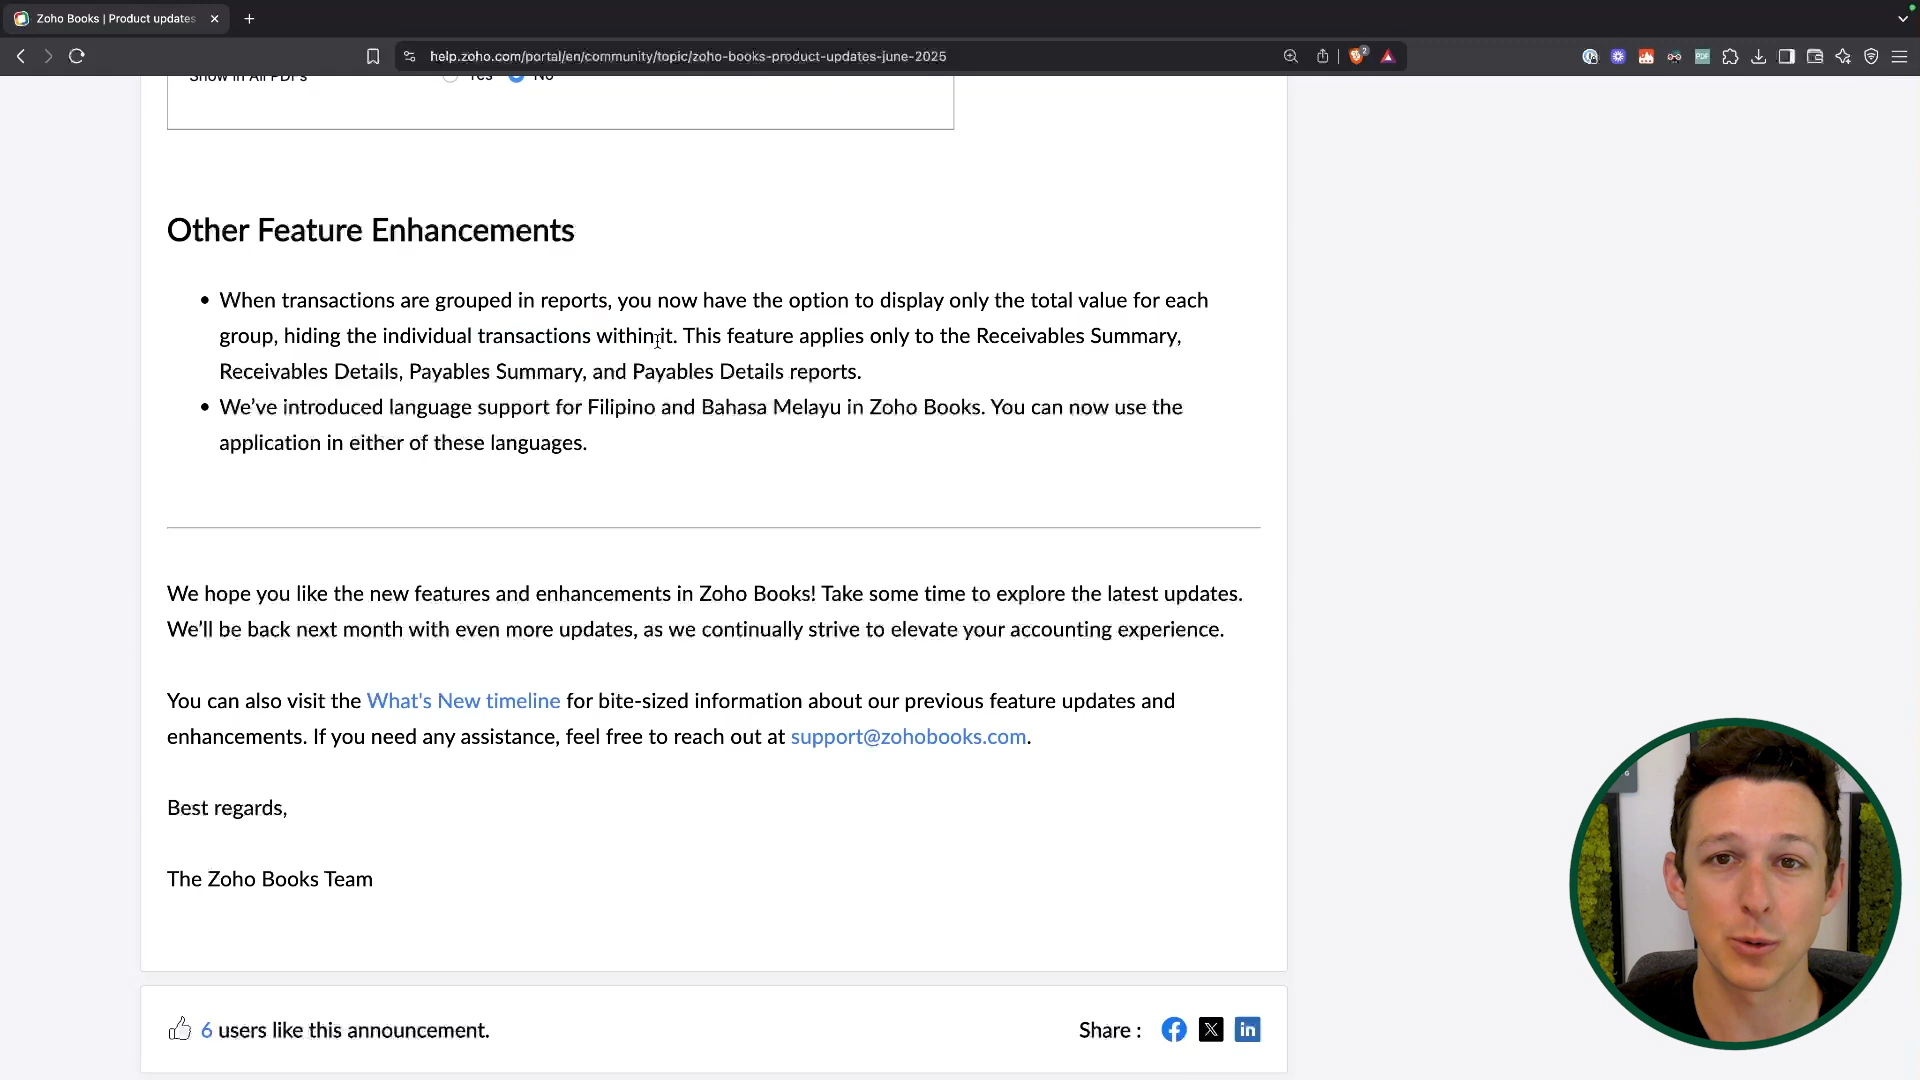 Zoho Books | Product updates
help.zoho.com/portal/en/community/topic/zoho-books-product-updates-june-2025
2
PDF
Show in All PDFs Yes No
Other Feature Enhancements
• When transactions are grouped in reports, you now have the option to display only the total value for each
group, hiding the individual transactions within it. This feature applies only to the Receivables Summary,
Receivables Details, Payables Summary, and Payables Details reports.
• We’ve introduced language support for Filipino and Bahasa Melayu in Zoho Books. You can now use the
application in either of these languages.
We hope you like the new features and enhancements in Zoho Books! Take some time to explore the latest updates.
We’ll be back next month with even more updates, as we continually strive to elevate your accounting experience.
You can also visit the What's New timeline for bite-sized information about our previous feature updates and
enhancements. If you need any assistance, feel free to reach out at support@zohobooks.com.
Best regards,
The Zoho Books Team
6 users like this announcement.
Share :